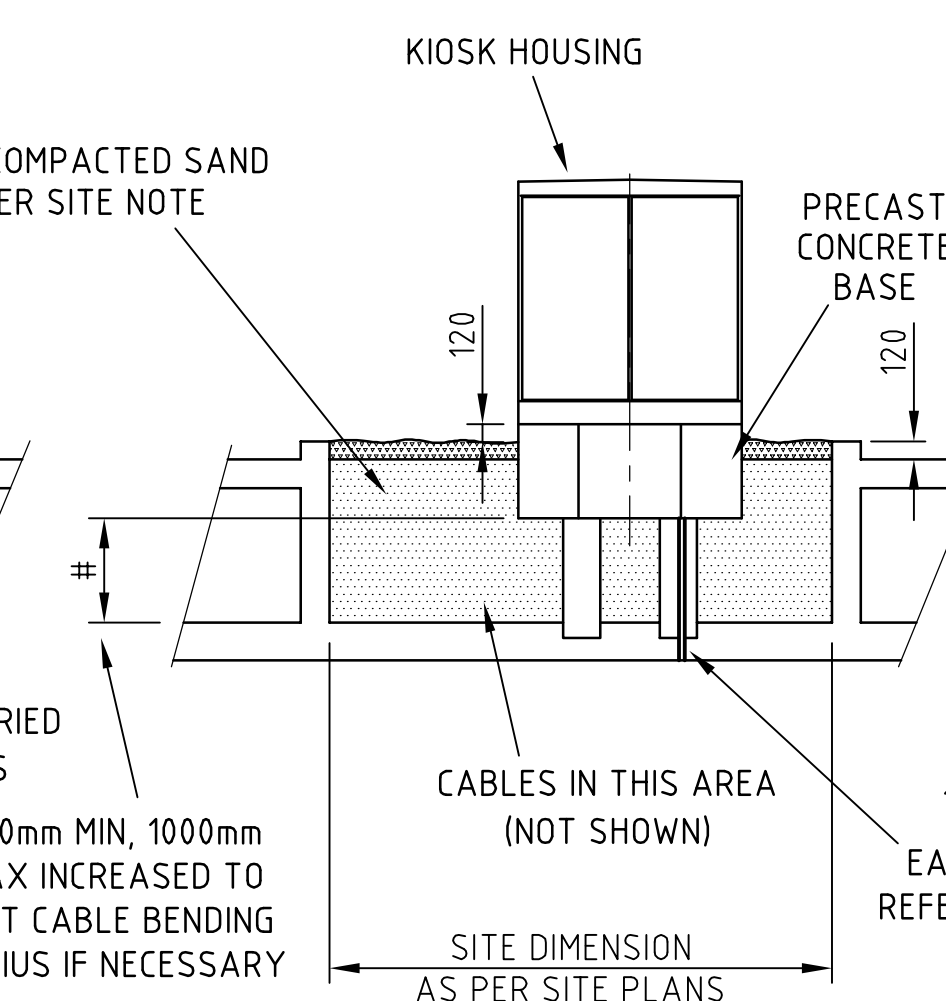 KIOSK HOUSING
COMPACTED SAND
ER SITE NOTE
PRECAST
CONCRETE
BASE
120
120
#
RIED
S
0mm MIN, 1000mm
AX INCREASED TO
T CABLE BENDING
IUS IF NECESSARY
CABLES IN THIS AREA
(NOT SHOWN)
EA
REFE
SITE DIMENSION
AS PER SITE PLANS